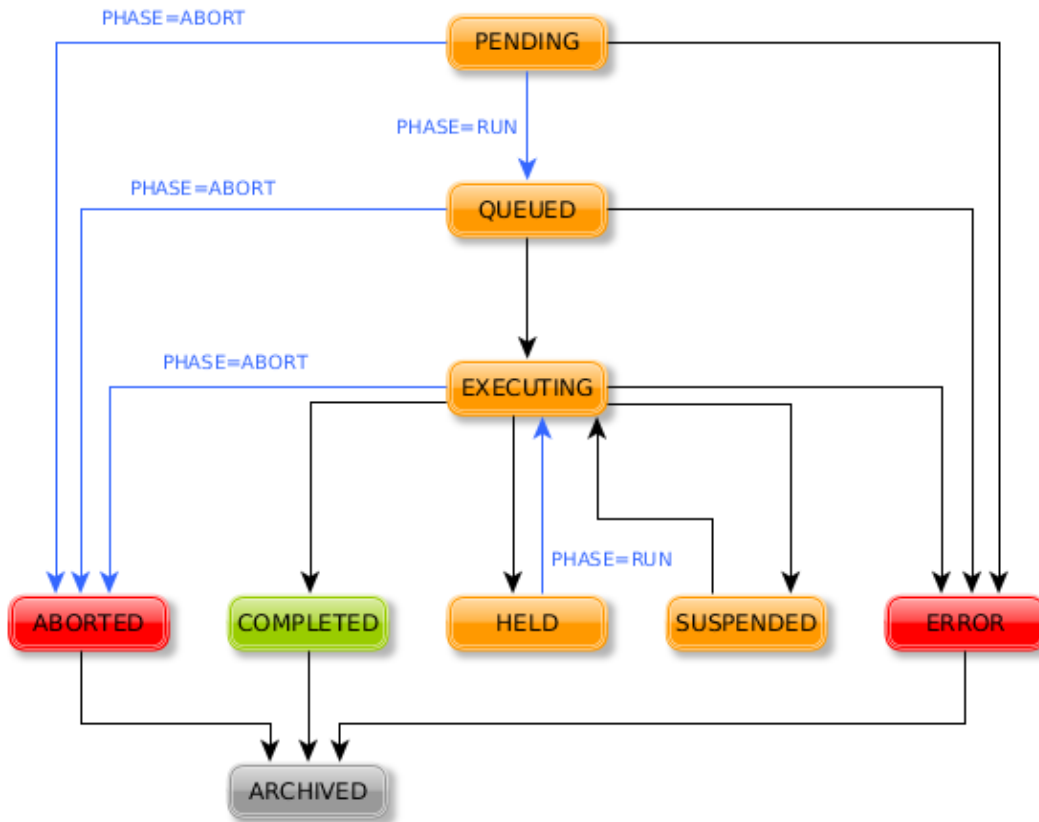 PHASE=ABORT
PENDING
PHASE=RUN
PHASE=ABORT
QUEUED
PHASE=ABORT
EXECUTING
PHASE=RUN
ABORTED
COMPLETED
HELD
SUSPENDED
ERROR
ARCHIVED